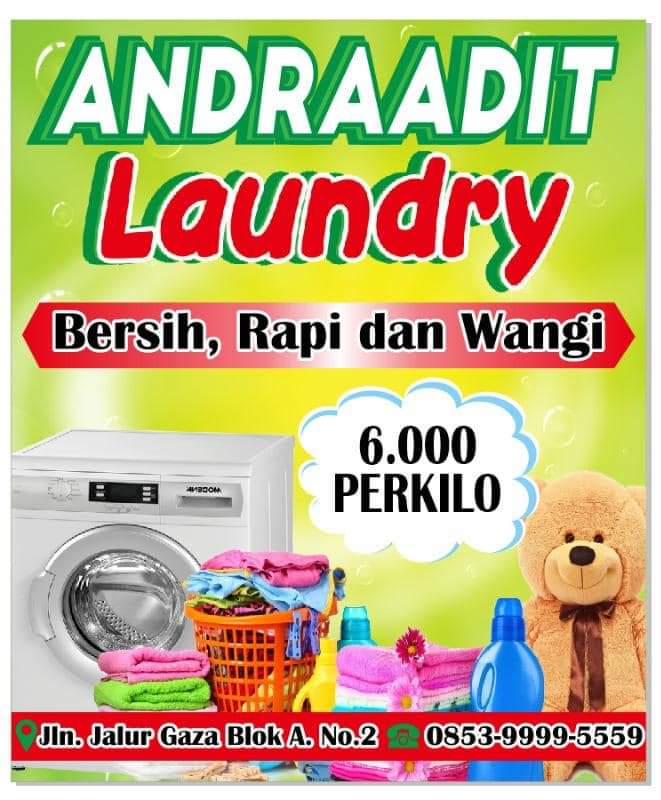 ANDRAADIT
Laundry
Bersih, Rapi dan Wangi
6.000
PERKILO
Jln. Jalur Gaza Blok A. No.2 ☎ 0853-9999-5559